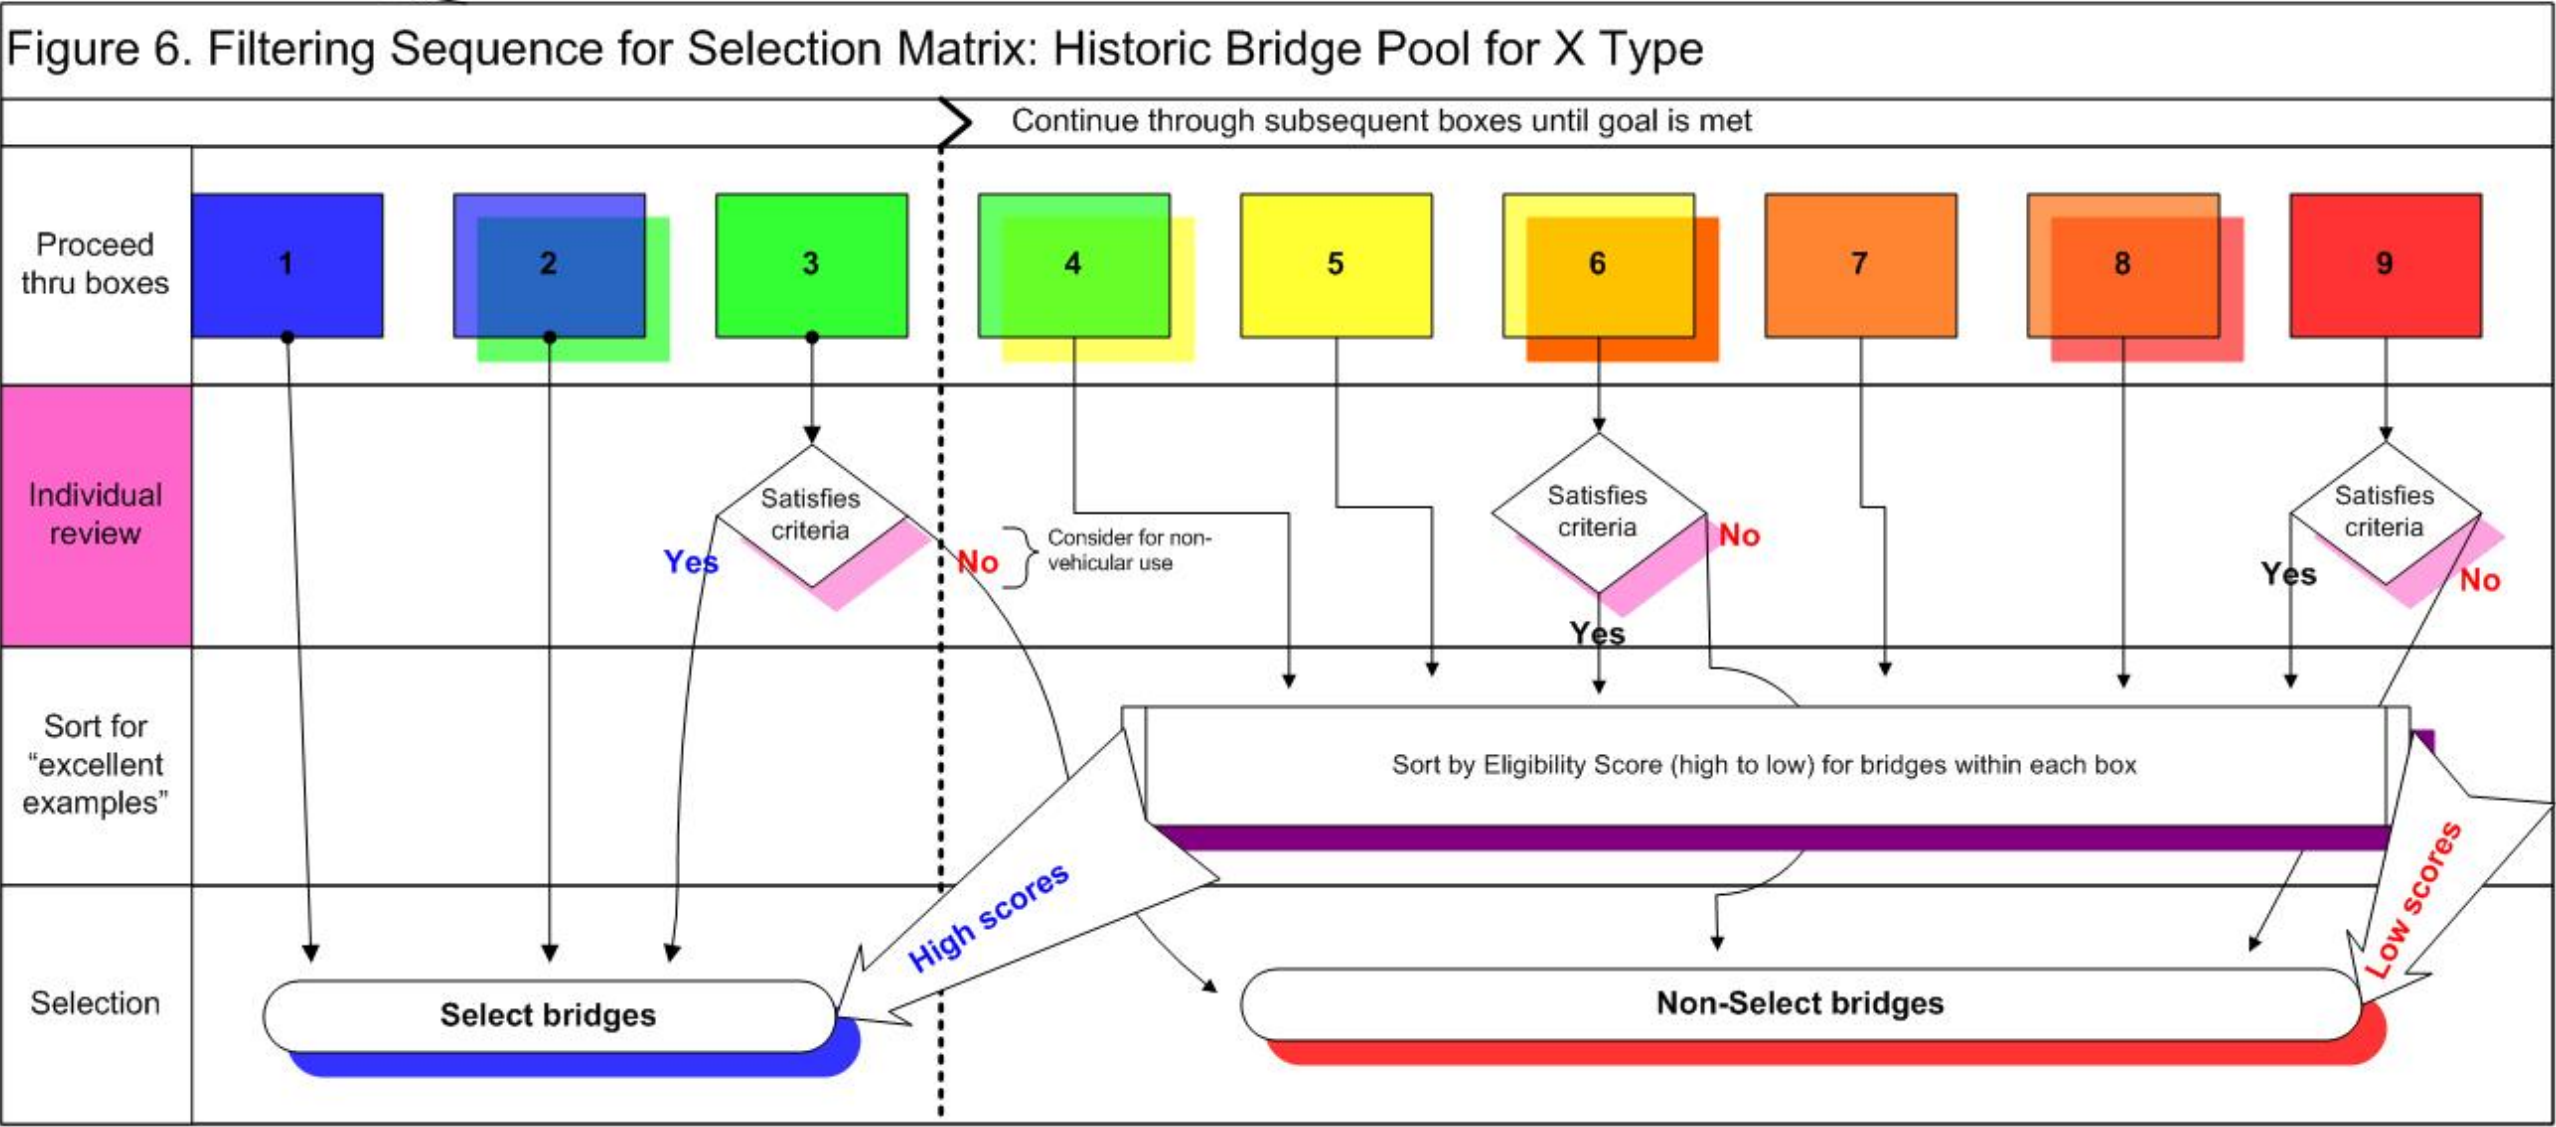 Figure 6. Filtering Sequence for Selection Matrix: Historic Bridge Pool for X Type
Continue through subsequent boxes until goal is met
Proceed
thru boxes
1
2
3
4
5
6
7
8
9
Individual
review
Satisfies
criteria
Yes
No
Consider for non-
vehicular use
Satisfies
criteria
No
Yes
Satisfies
criteria
Yes
No
Sort for
“excellent
examples”
Sort by Eligibility Score (high to low) for bridges within each box
High scores
Low scores
Selection
Select bridges
Non-Select bridges